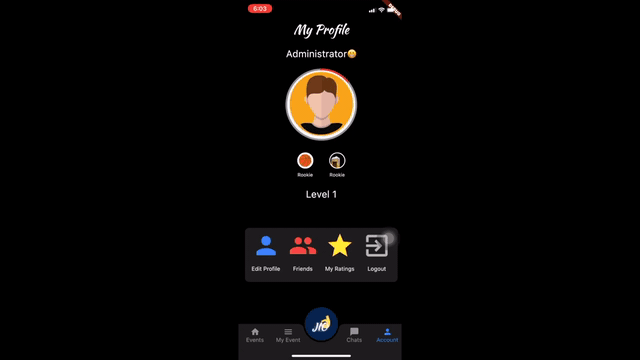 6:03
My Profile
Administrator
Rookie Rookie
Level 1
Edit Profile Friends My Ratings Logout
Events My Event Chats Account